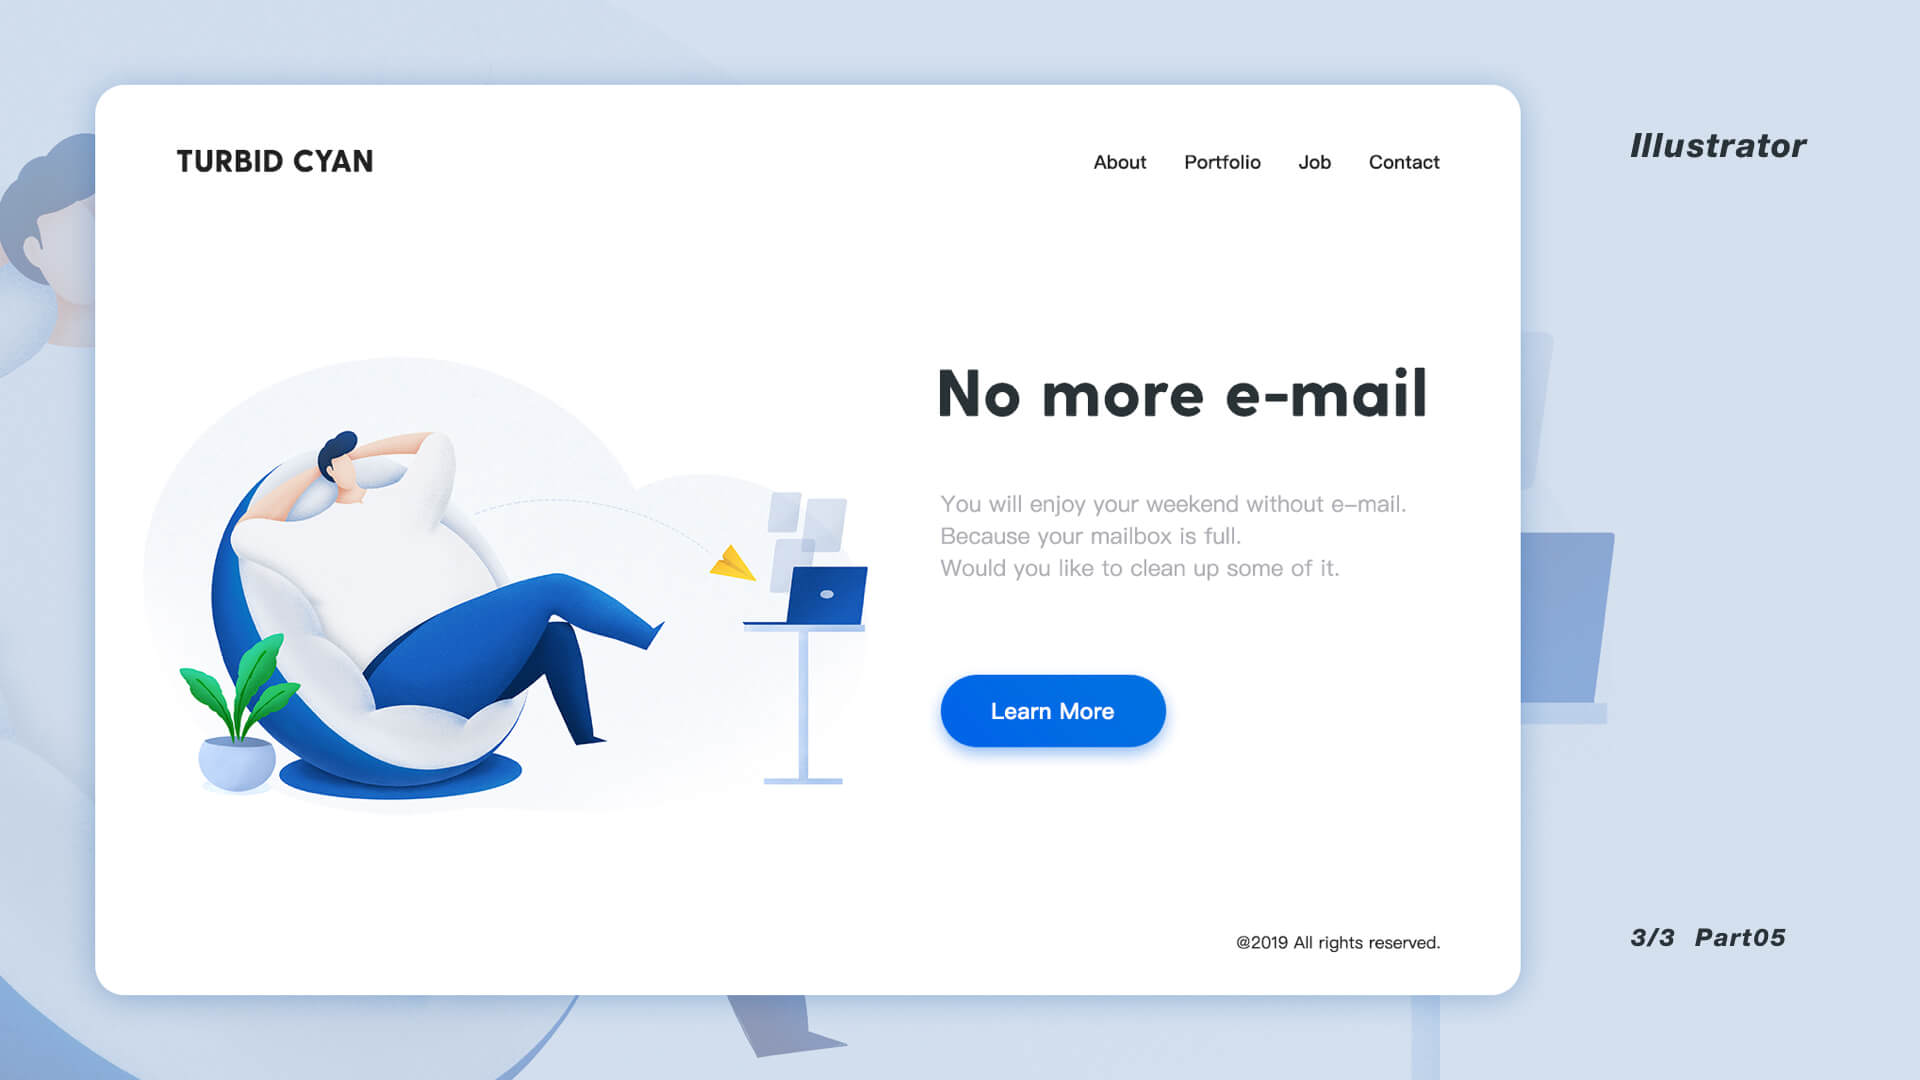 TURBID CYAN
About Portfolio Job Contact
Illustrator
No more e-mail
You will enjoy your weekend without e–mail.
Because your mailbox is full.
Would you like to clean up some of it.
Learn More
@2019 All rights reserved.
3/3 Part05